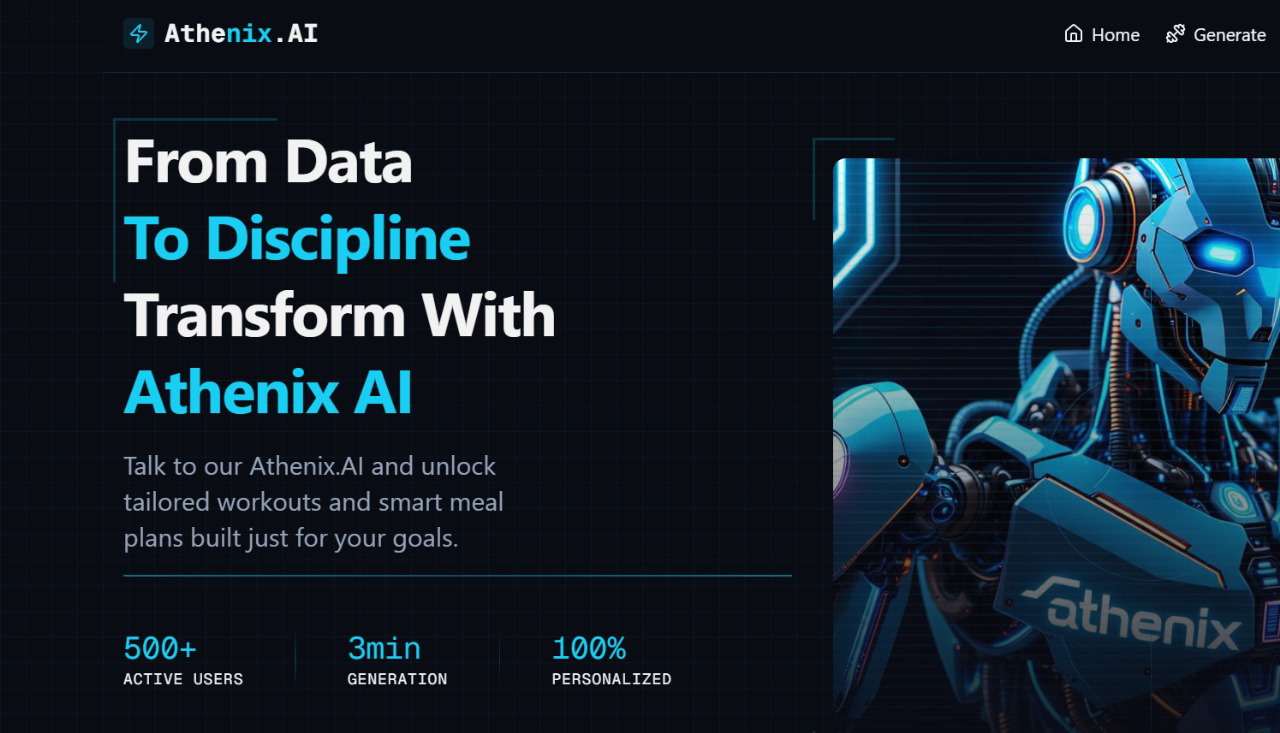 Athenix.AI
Home
Generate
From Data
To Discipline
Transform With
Athenix AI
Talk to our Athenix.AI and unlock
tailored workouts and smart meal
plans built just for your goals.
500+
ACTIVE USERS
3min
GENERATION
100%
PERSONALIZED
athenix